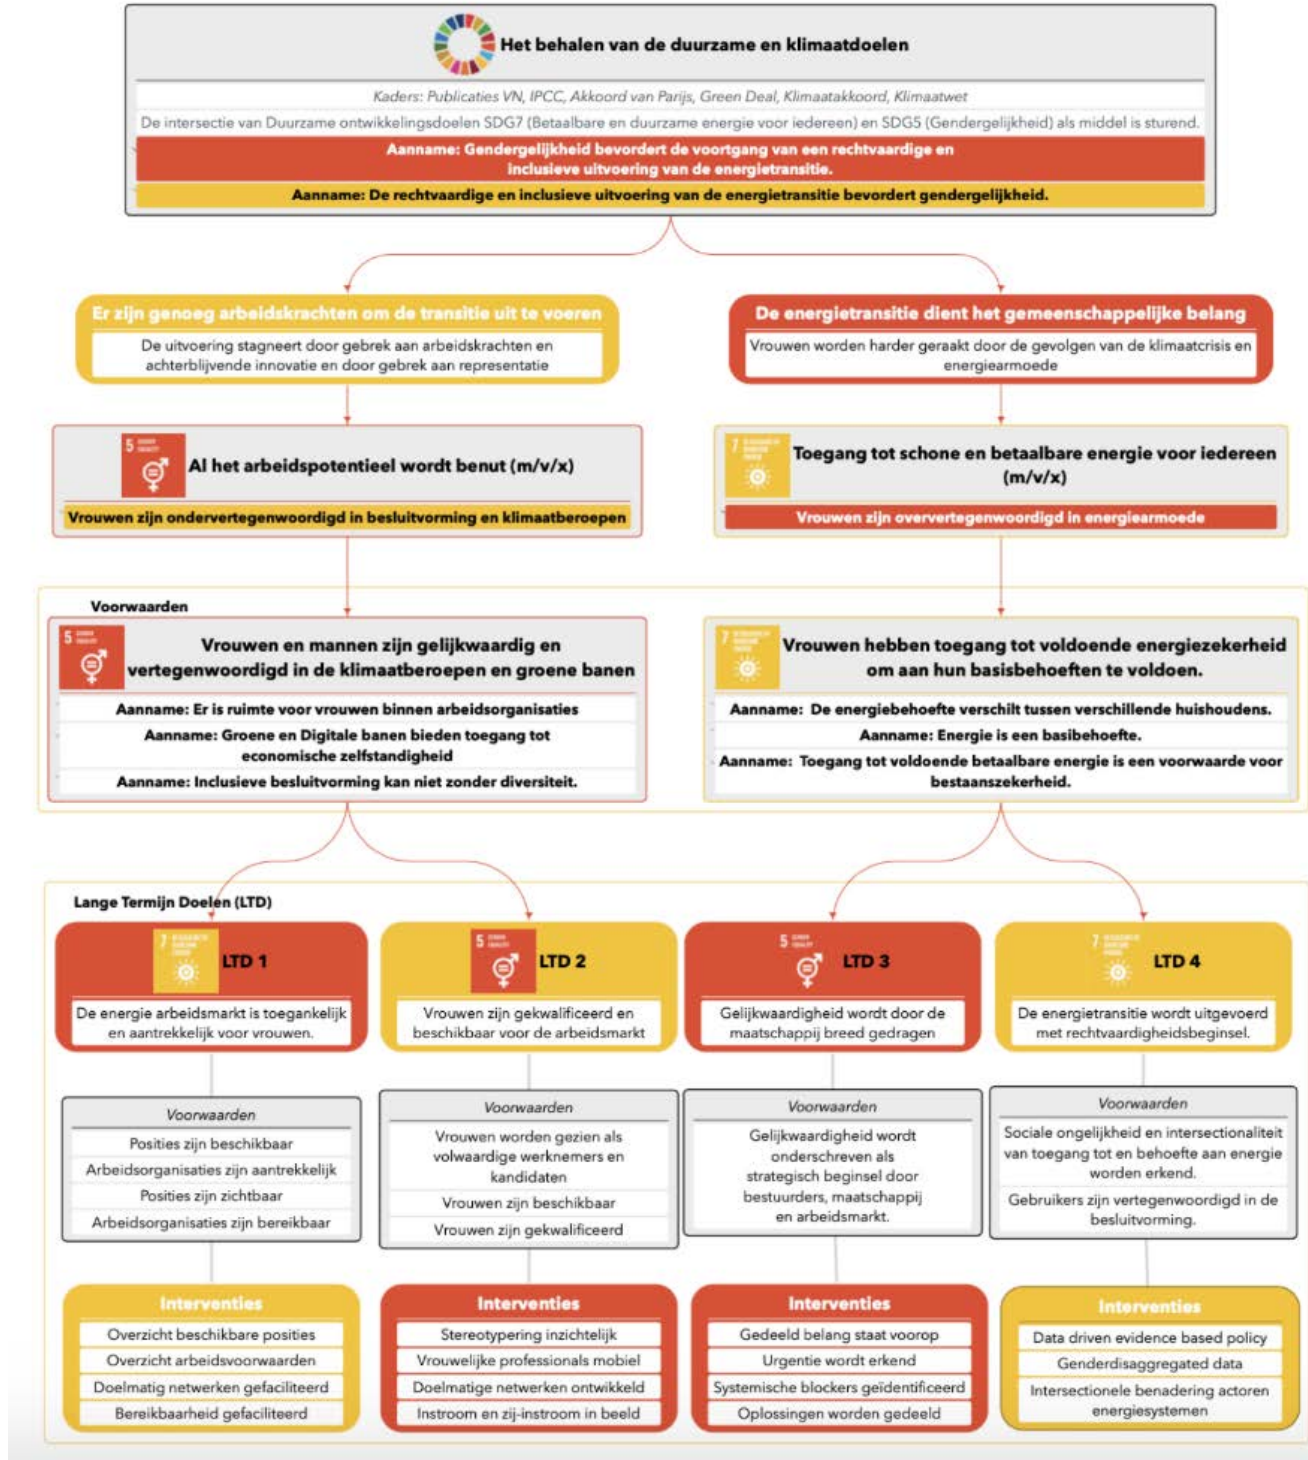 Het behalen van de duurzame en klimaatdoelen
Kaders: Publicaties VN, IPCC, Akkoord van Parijs, Green Deal, Klimaatakkoord, Klimaatwet
De intersectie van Duurzame ontwikkelingsdoelen SDG7 (Betaalbare en duurzame energie voor iedereen) en SDG5 (Gendergelijkheid) als middel is sturend.
Aanname: Gendergelijkheid bevordert de voortgang van een rechtvaardige en
inclusieve uitvoering van de energietransitie.
Aanname: De rechtvaardige en inclusieve uitvoering van de energietransitie bevordert gendergelijkheid.
Er zijn genoeg arbeidskrachten om de transitie uit te voeren
De uitvoering stagneert door gebrek aan arbeidskrachten en
achterblijvende innovatie en door gebrek aan representatie
De energietransitie dient het gemeenschappelijke belang
Vrouwen worden harder geraakt door de gevolgen van de klimaatcrisis en
energiearmoede
5
Al het arbeidspotentieel wordt benut (m/v/x)
Vrouwen zijn ondervertegenwoordigd in besluitvorming en klimaatberoepen
7
Toegang tot schone en betaalbare energie voor iedereen
(m/v/x)
Vrouwen zijn oververtegenwoordigd in energiearmoede
Voorwaarden
5
Vrouwen en mannen zijn gelijkwaardig en
vertegenwoordigd in de klimaatberoepen en groene banen
Aanname: Er is ruimte voor vrouwen binnen arbeidsorganisaties
Aanname: Groene en Digitale banen bieden toegang tot
economische zelfstandigheid
Aanname: Inclusieve besluitvorming kan niet zonder diversiteit.
7
Vrouwen hebben toegang tot voldoende energiezekerheid
om aan hun basisbehoeften te voldoen.
Aanname: De energiebehoefte verschilt tussen verschillende huishoudens.
Aanname: Energie is een basibehoefte.
Aanname: Toegang tot voldoende betaalbare energie is een voorwaarde voor
bestaanszekerheid.
Lange Termijn Doelen (LTD)
7
LTD 1
De energie arbeidsmarkt is toegankelijk
en aantrekkelijk voor vrouwen.
Voorwaarden
Posities zijn beschikbaar
Arbeidsorganisaties zijn aantrekkelijk
Posities zijn zichtbaar
Arbeidsorganisaties zijn bereikbaar
Interventies
Overzicht beschikbare posities
Overzicht arbeidsvoorwaarden
Doelmatig netwerken gefaciliteerd
Bereikbaarheid gefaciliteerd
5
LTD 2
Vrouwen zijn gekwalificeerd en
beschikbaar voor de arbeidsmarkt
Voorwaarden
Vrouwen worden gezien als
volwaardige werknemers en
kandidaten
Vrouwen zijn beschikbaar
Vrouwen zijn gekwalificeerd
Interventies
Stereotypering inzichtelijk
Vrouwelijke professionals mobiel
Doelmatige netwerken ontwikkeld
Instroom en zij-instroom in beeld
5
LTD 3
Gelijkwaardigheid wordt door de
maatschappij breed gedragen
Voorwaarden
Gelijkwaardigheid wordt
onderschreven als
strategisch beginsel door
bestuurders, maatschappij
en arbeidsmarkt.
Interventies
Gedeeld belang staat voorop
Urgentie wordt erkend
Systemische blockers geïdentificeerd
Oplossingen worden gedeeld
7
LTD 4
De energietransitie wordt uitgevoerd
met rechtvaardigheidsbeginsel.
Voorwaarden
Sociale ongelijkheid en intersectionaliteit
van toegang tot en behoefte aan energie
worden erkend.
Gebruikers zijn vertegenwoordigd in de
besluitvorming.
Interventies
Data driven evidence based policy
Genderdisaggregated data
Intersectionele benadering actoren
energiesystemen